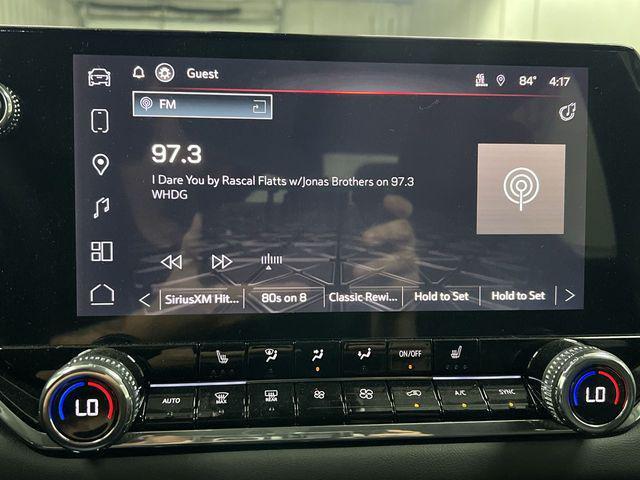 Guest
4G LTE 84° 4:17
FM
97.3
I Dare You by Rascal Flatts w/Jonas Brothers on 97.3
WHDG
SiriusXM Hit... 80s on 8 Classic Rewi... Hold to Set Hold to Set
ON/OFF
AUTO MAX REAR A/C SYNC
LO LO